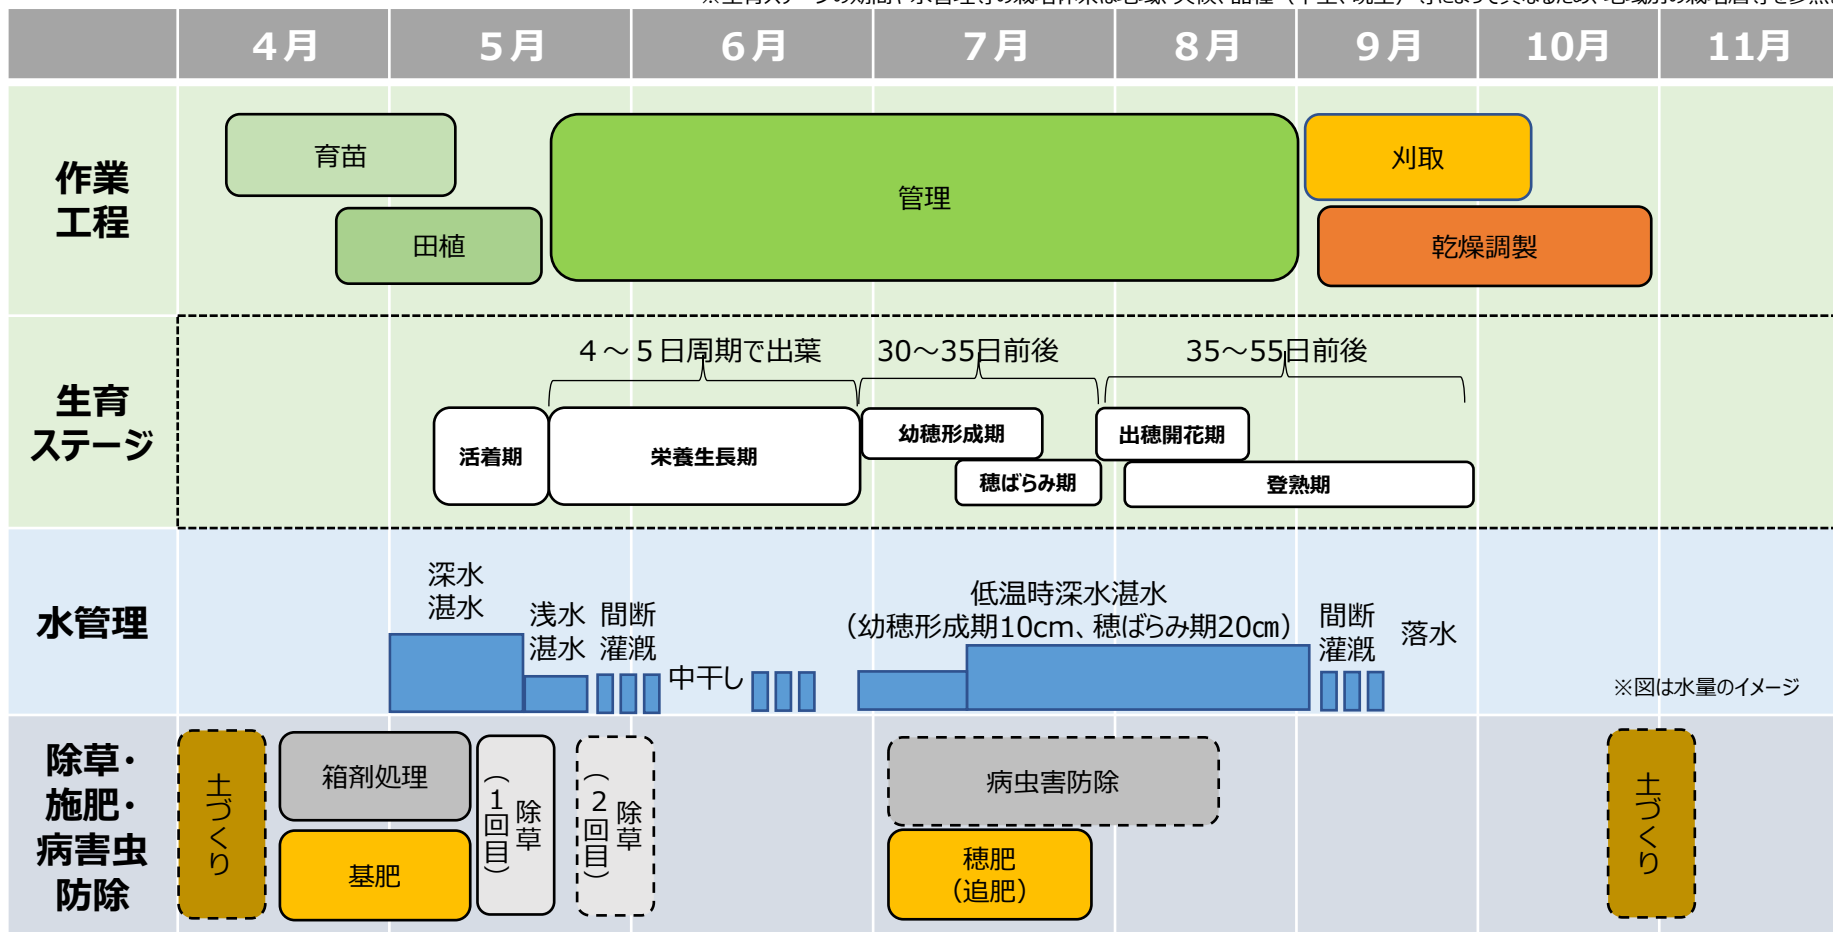 4月 5月 6月 7月 8月 9月 10月 11月
作業
工程
育苗
田植
管理
刈取
乾燥調製
生育
ステージ
4～5日周期で出葉
30～35日前後
35～55日前後
活着期
栄養生長期
幼穂形成期
穂ばらみ期
出穂開花期
登熟期
水管理
深水
湛水
浅水
湛水
間断
灌漑
中干し
低温時深水湛水
（幼穂形成期10cm、穂ばらみ期20㎝）
間断
灌漑
落水
※図は水量のイメージ
除草・
施肥・
病害虫
防除
土づくり
箱剤処理
基肥
除草
（1回目）
除草
（2回目）
病虫害防除
穂肥
（追肥）
土づくり